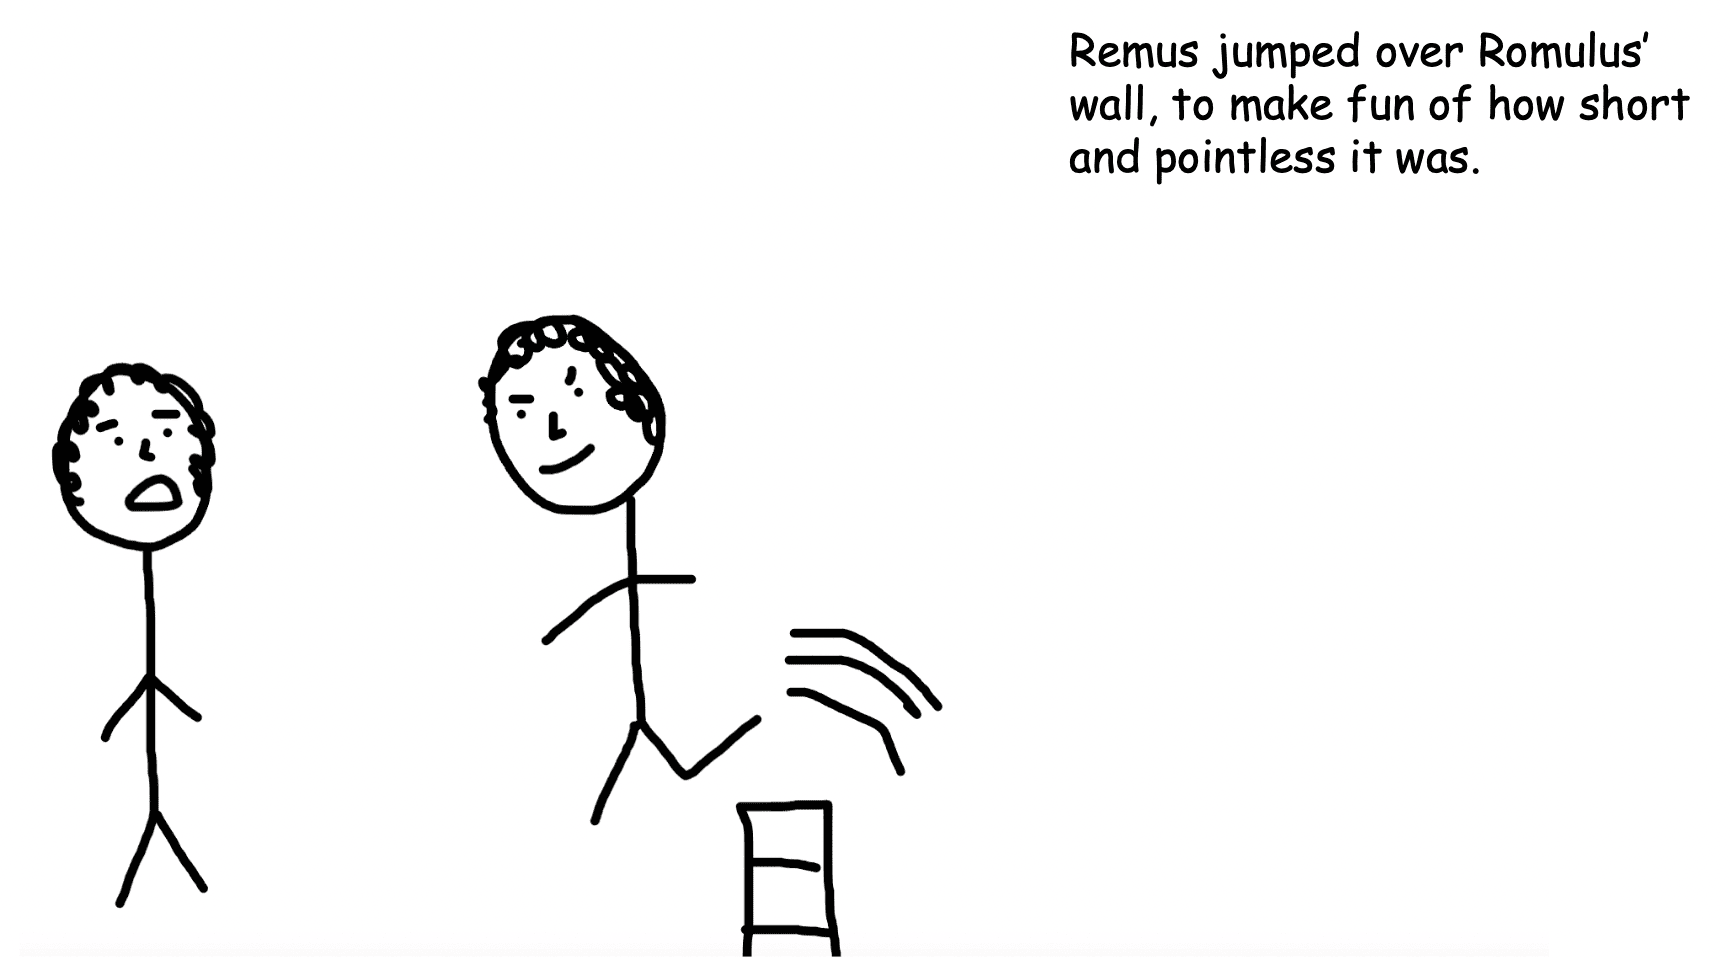 Remus jumped over Romulus’
wall, to make fun of how short
and pointless it was.